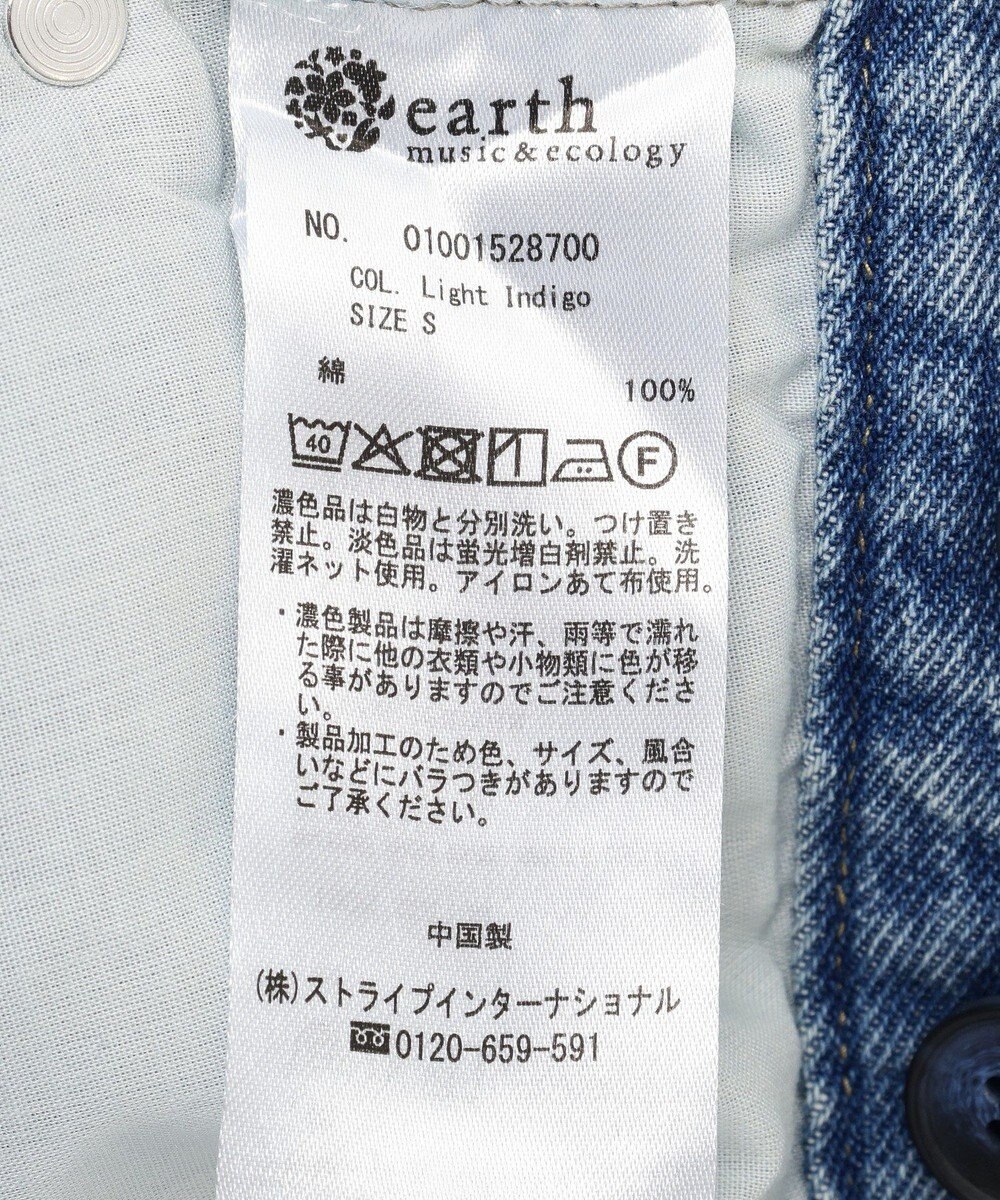 earth
music&ecology
NO. 01001528700
COL. Light Indigo
SIZE S
綿 100%
40 F
濃色品は白物と分別洗い。つけ置き
禁止。淡色品は蛍光増白剤禁止。洗
濯ネット使用。アイロンあて布使用。
・濃色製品は摩擦や汗、雨等で濡れ
た際に他の衣類や小物類に色が移
る事がありますのでご注意くださ
い。
・製品加工のため色、サイズ、風合
いなどにバラつきがありますので
ご了承ください。
中国製
(株)ストライプインターナショナル
0120-659-591